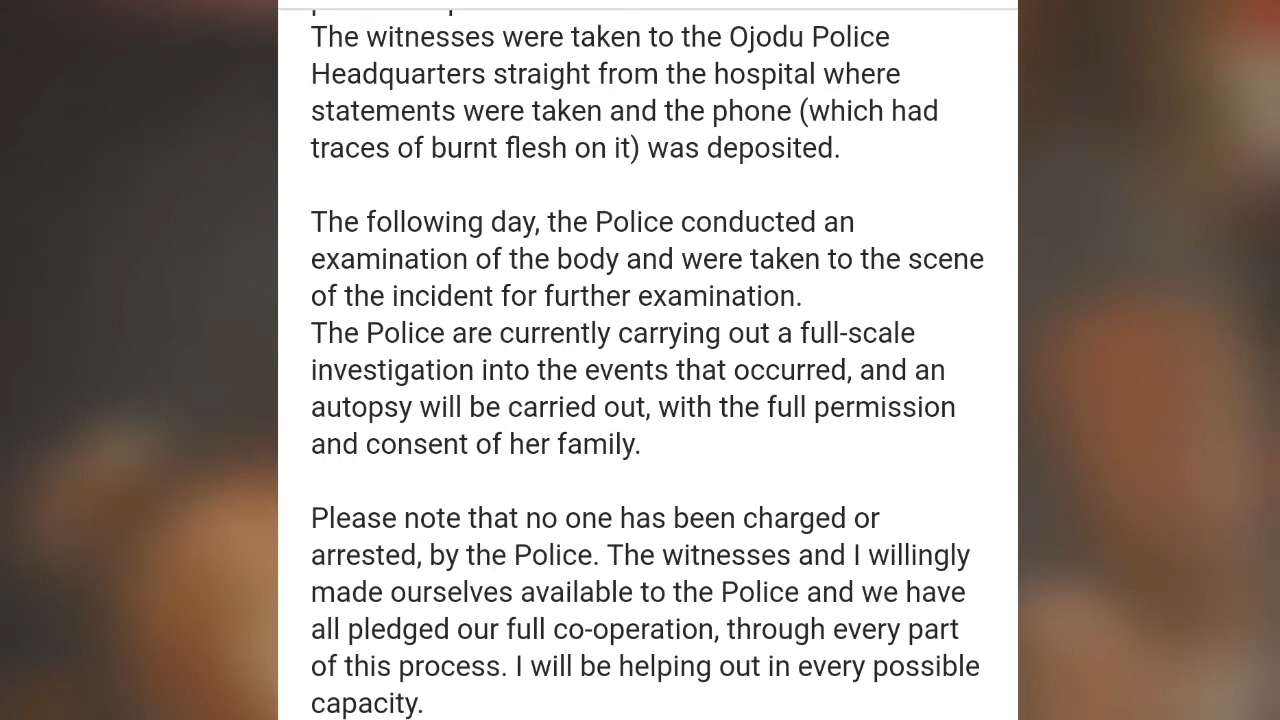 The witnesses were taken to the Ojodu Police
Headquarters straight from the hospital where
statements were taken and the phone (which had
traces of burnt flesh on it) was deposited.
The following day, the Police conducted an
examination of the body and were taken to the scene
of the incident for further examination.
The Police are currently carrying out a full-scale
investigation into the events that occurred, and an
autopsy will be carried out, with the full permission
and consent of her family.
Please note that no one has been charged or
arrested, by the Police. The witnesses and I willingly
made ourselves available to the Police and we have
all pledged our full co-operation, through every part
of this process. I will be helping out in every possible
capacity.